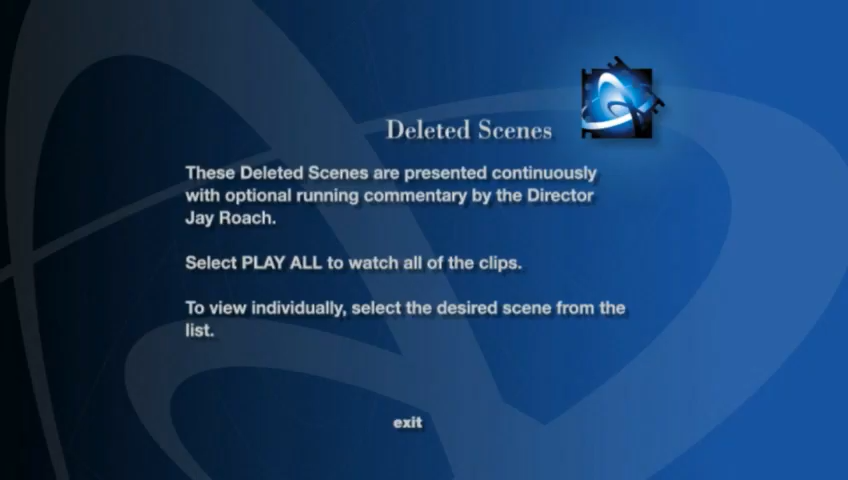 Deleted Scenes
These Deleted Scenes are presented continuously
with optional running commentary by the Director
Jay Roach.
Select PLAY ALL to watch all of the clips.
To view individually, select the desired scene from the
list.
exit